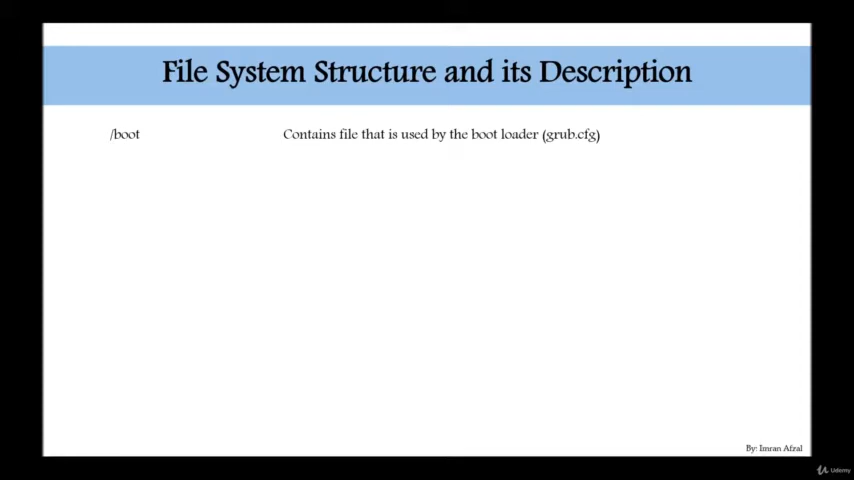 File System Structure and its Description
/boot Contains file that is used by the boot loader (grub.cfg)
By: Imran Afzal
Udemy